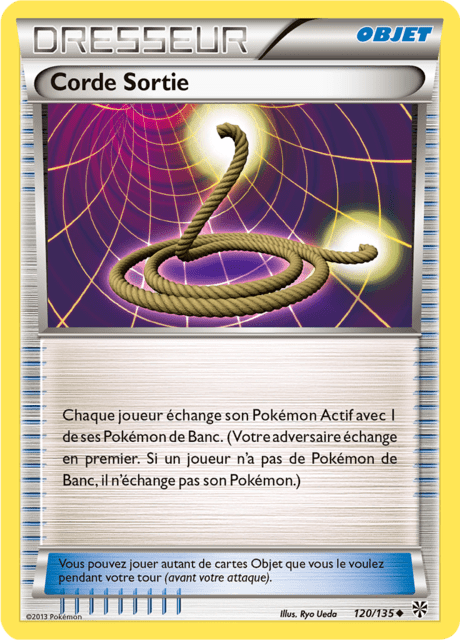 DRESSEUR
OBJET
Corde Sortie
Chaque joueur échange son Pokémon Actif avec 1
de ses Pokémon de Banc. (Votre adversaire échange
en premier. Si un joueur n'a pas de Pokémon de
Banc, il n'échange pas son Pokémon.)
Vous pouvez jouer autant de cartes Objet que vous le voulez
pendant votre tour (avant votre attaque).
©2013 Pokémon
Illus. Ryo Ueda
120/135